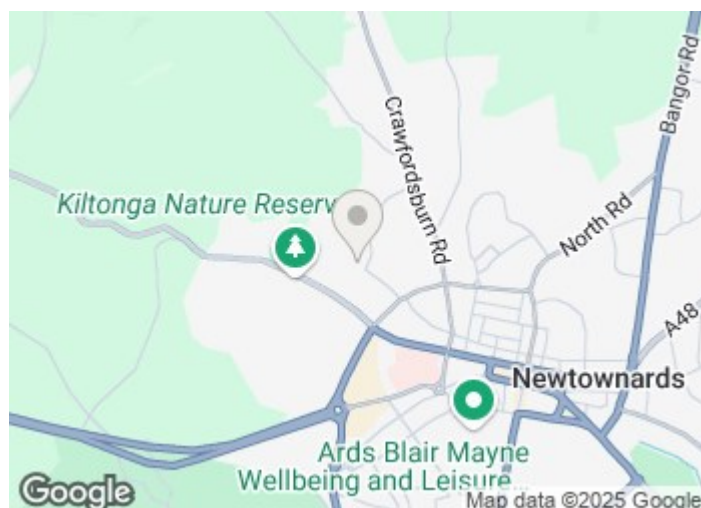 Crawfordsburn Rd
Bangor Rd
Kiltonga Nature Reserv
North Rd
A48
Newtownards
Ards Blair Mayne
Wellbeing and Leisure...
Google
Map data ©2025 Google